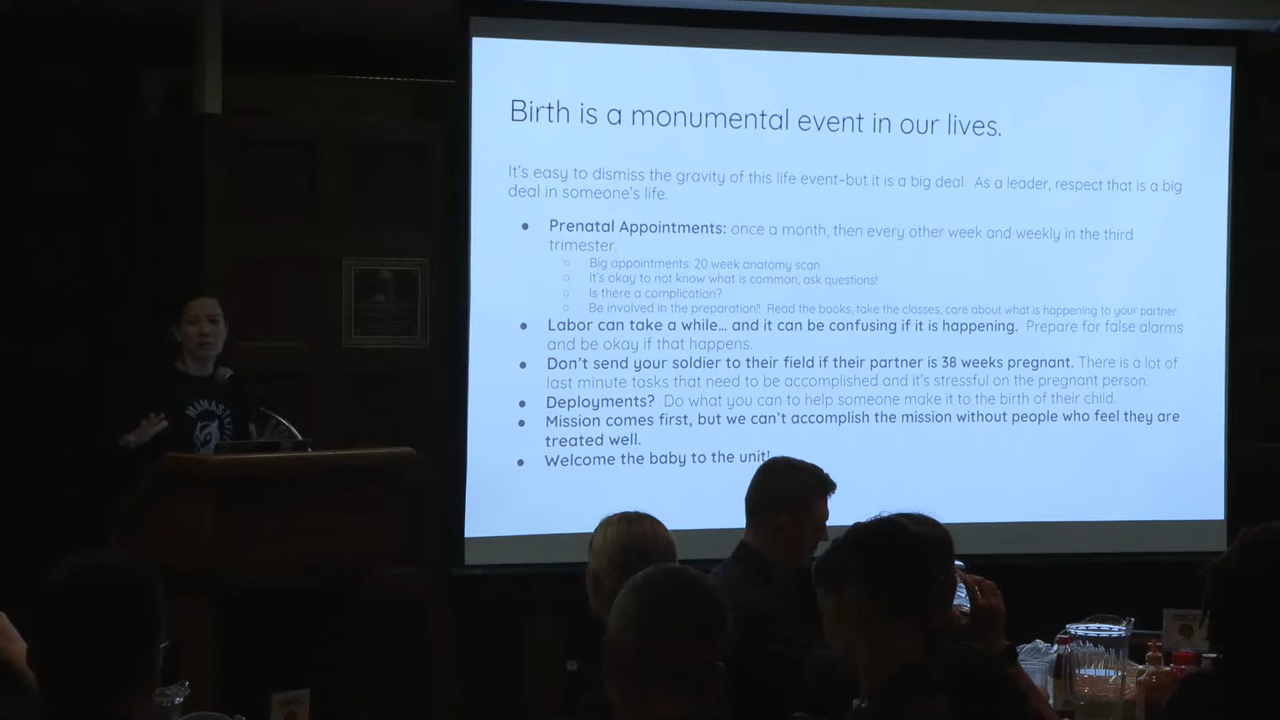 Birth is a monumental event in our lives.
It's easy to dismiss the gravity of this life event–but it is a big deal. As a leader, respect that is a big
deal in someone's life.
● Prenatal Appointments: once a month, then every other week and weekly in the third
trimester.
○ Big appointments: 20 week anatomy scan
○ It's okay to not know what is common, ask questions!
○ Is there a complication?
○ Be involved in the preparation!! Read the books, take the classes, care about what is happening to your partner.
● Labor can take a while... and it can be confusing if it is happening. Prepare for false alarms
and be okay if that happens.
● Don't send your soldier to their field if their partner is 38 weeks pregnant. There is a lot of
last minute tasks that need to be accomplished and it's stressful on the pregnant person.
● Deployments? Do what you can to help someone make it to the birth of their child.
● Mission comes first, but we can't accomplish the mission without people who feel they are
treated well.
● Welcome the baby to the unit!